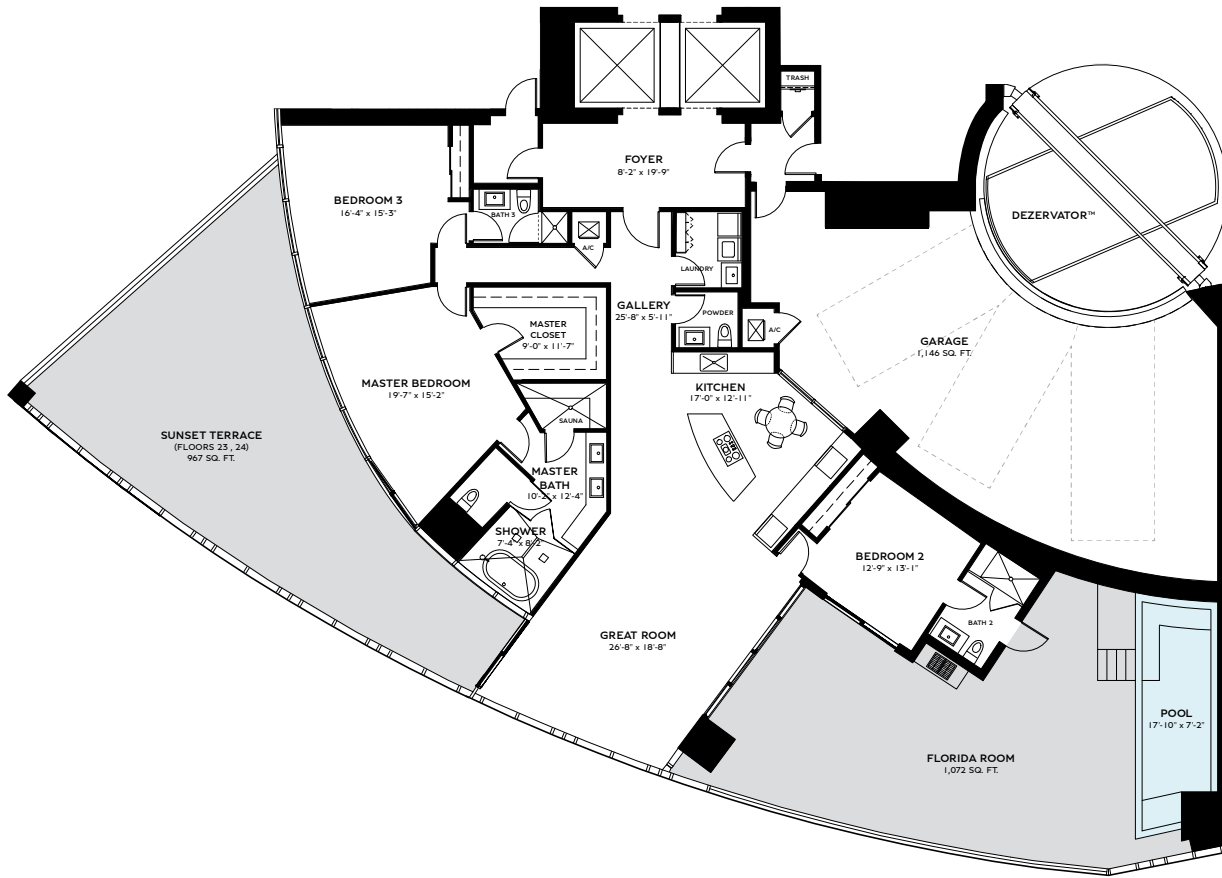 TRASH
FOYER
8'-2" x 19'-9"
BEDROOM 3
16'-4" x 15'-3"
BATH 3
A/C
DEZERVATOR™
LAUNDRY
GALLERY
25'-8" x 5'-11"
POWDER
A/C
MASTER
CLOSET
9'-0" x 11'-7"
GARAGE
1,146 SQ. FT.
MASTER BEDROOM
19'-7" x 15'-2"
KITCHEN
17'-0" x 12'-11"
SAUNA
SUNSET TERRACE
(FLOORS 23 , 24)
967 SQ. FT.
MASTER
BATH
10'-2" x 12'-4"
SHOWER
7'-4" x 8'-2"
BEDROOM 2
12'-9" x 13'-1"
BATH 2
GREAT ROOM
26'-8" x 18'-8"
POOL
17'-10" x 7'-2"
FLORIDA ROOM
1,072 SQ. FT.